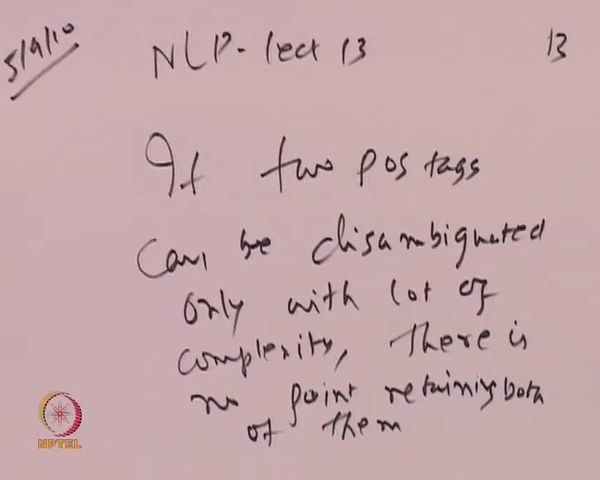 5/9/10 NLP - lect 13 13
If two pos tags
can be disambiguated
only with lot of
complexity, there is
no point retaining both
of them
NPTEL